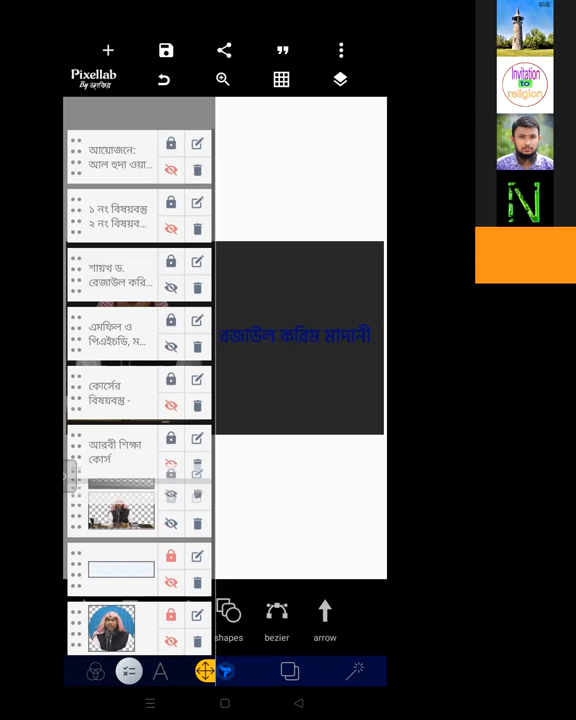 Pixellab
By জাকির
Invitation
to
religion
N
আয়োজনে:
আল হুদা ওয়া...
১ নং বিষয়বস্তু
২ নং বিষয়ব...
শায়খ ড.
রেজাউল করি...
রেজাউল করিম মাদানী
এমফিল ও
পিএইচডি, ম...
কোর্সের
বিষয়বস্তু -
আরবী শিক্ষা
কোর্স
shapes
bezier
arrow